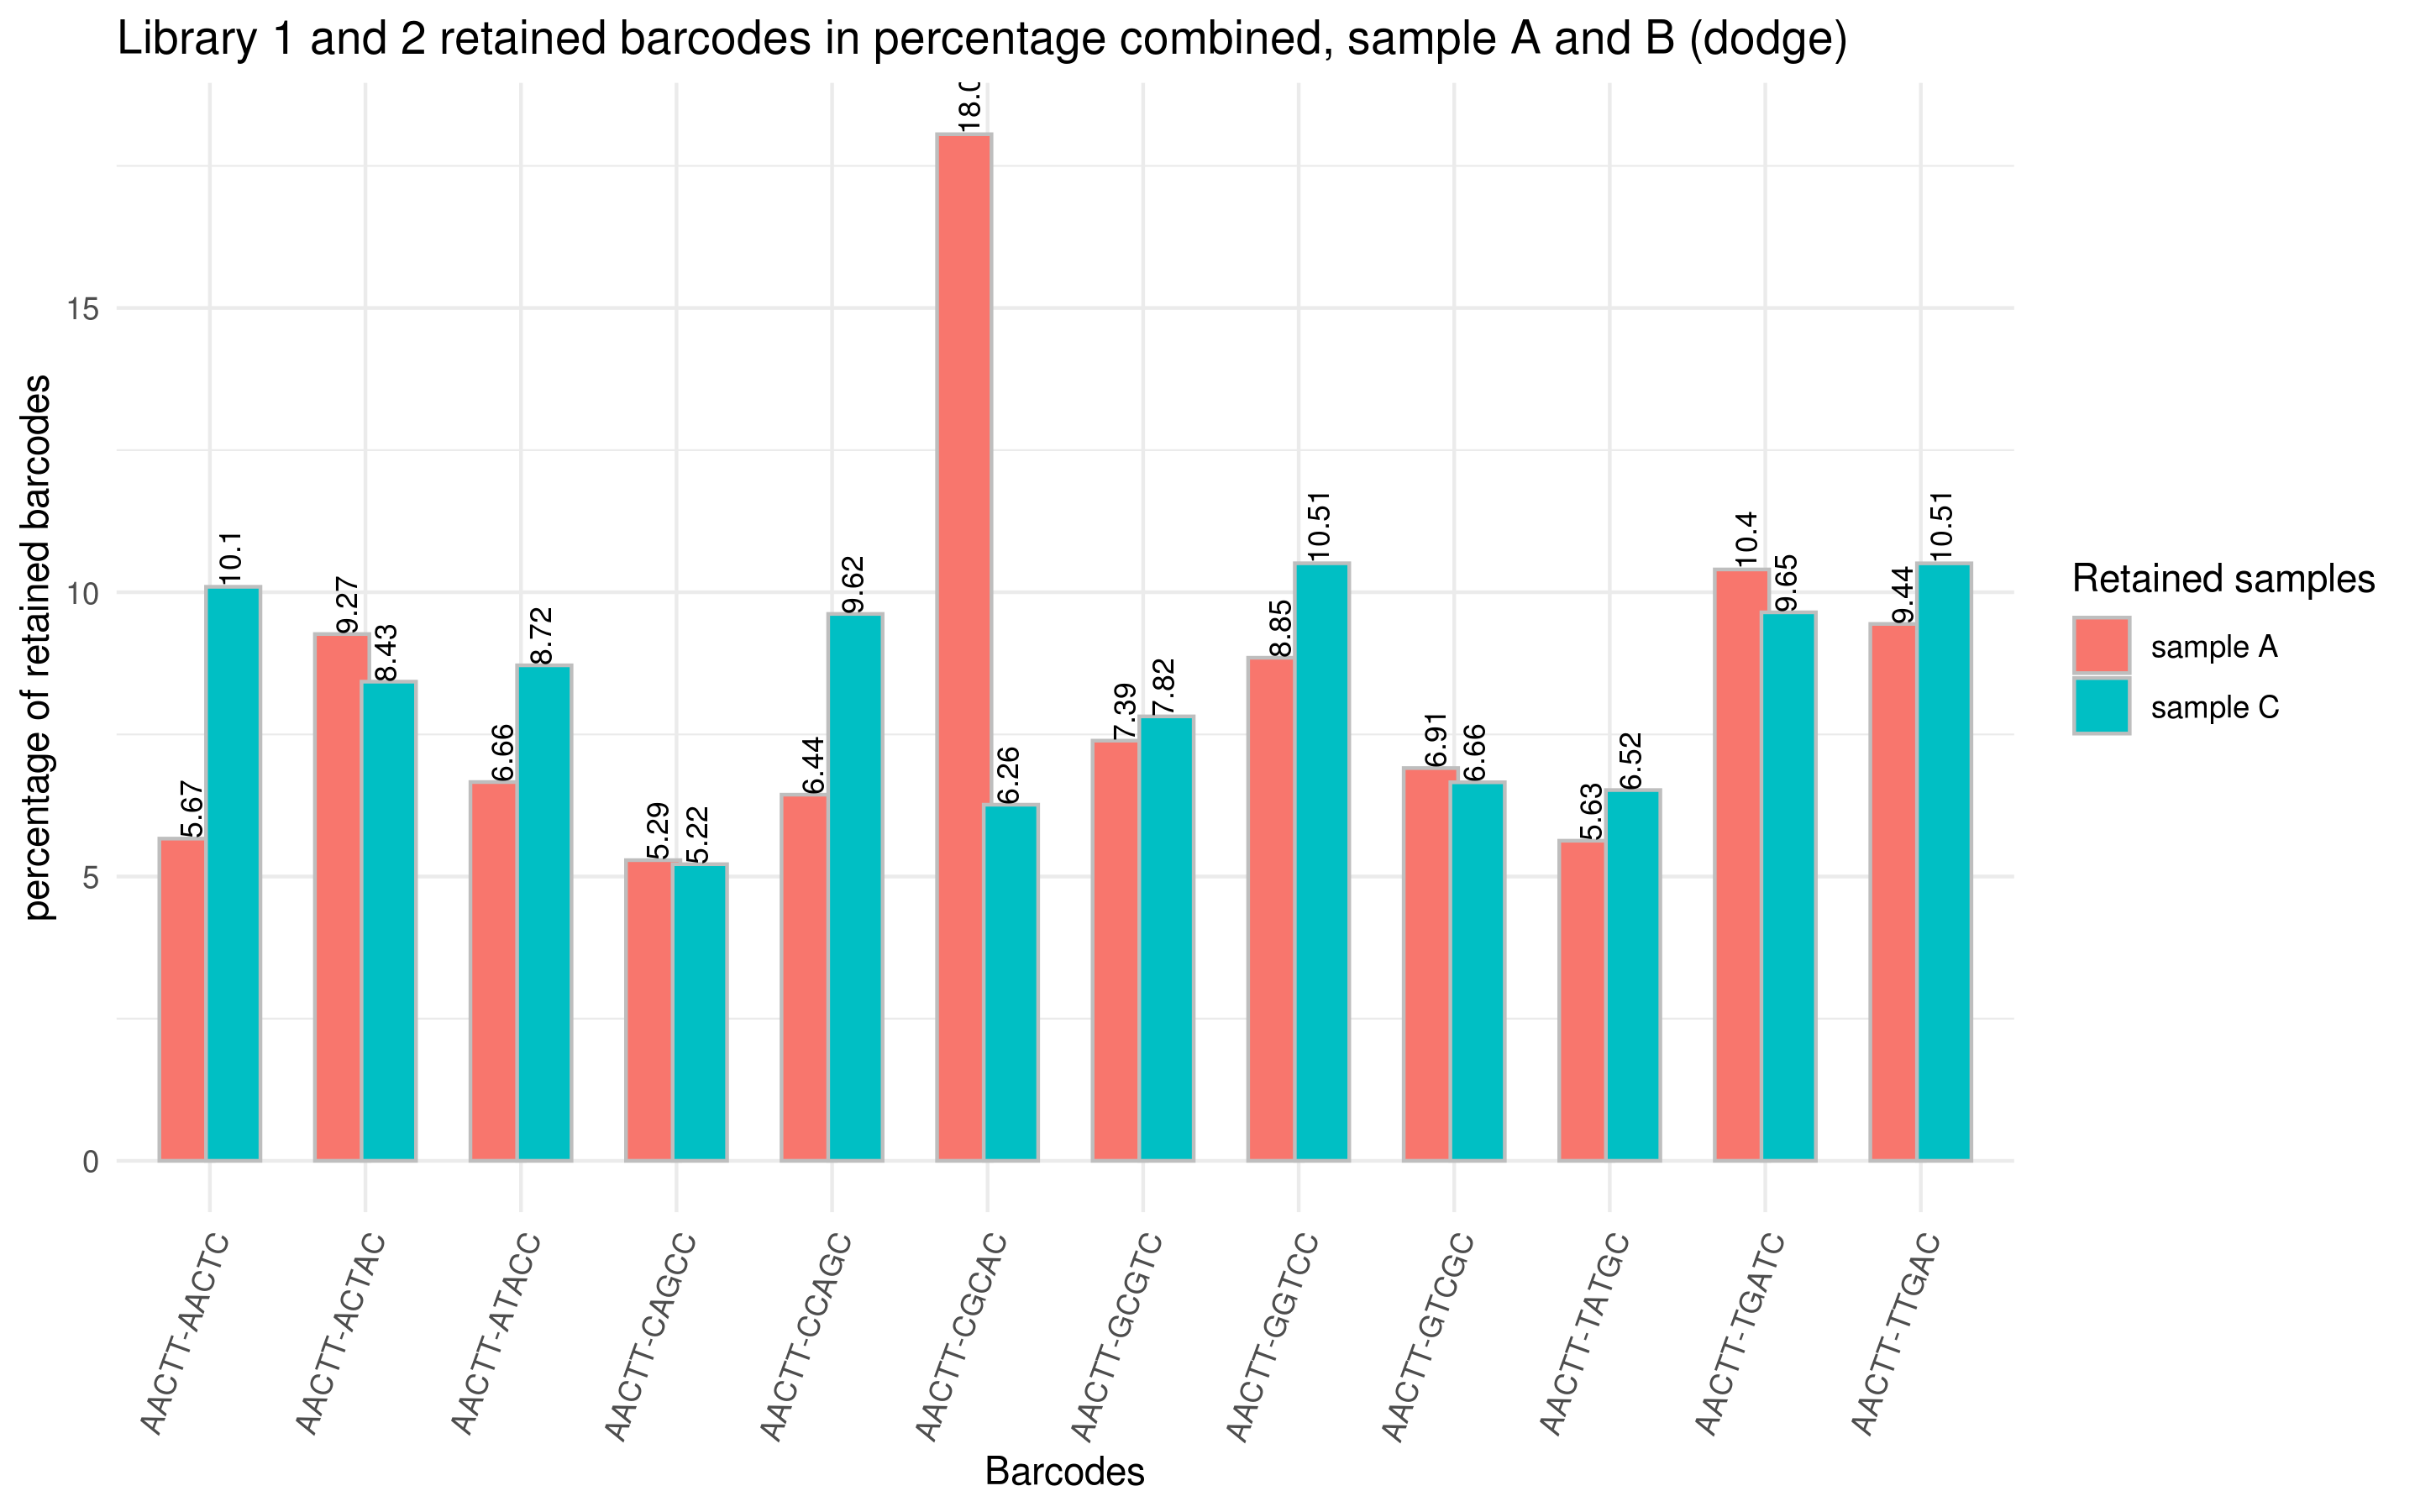 Library 1 and 2 retained barcodes in percentage combined, sample A and B (dodge)
percentage of retained barcodes
15
10
5
0
5.67
10.1
9.27
8.43
6.66
8.72
5.29
5.22
6.44
9.62
18.0
6.26
7.39
7.82
8.85
10.51
6.91
6.66
5.63
6.52
10.4
9.65
9.44
10.51
AACTT-AACTC
AACTT-ACTAC
AACTT-ATACC
AACTT-CAGCC
AACTT-CCAGC
AACTT-CGCAC
AACTT-GCGTC
AACTT-GGTCC
AACTT-GTCGC
AACTT-TATGC
AACTT-TGATC
AACTT-TTGAC
Barcodes
Retained samples
sample A
sample C